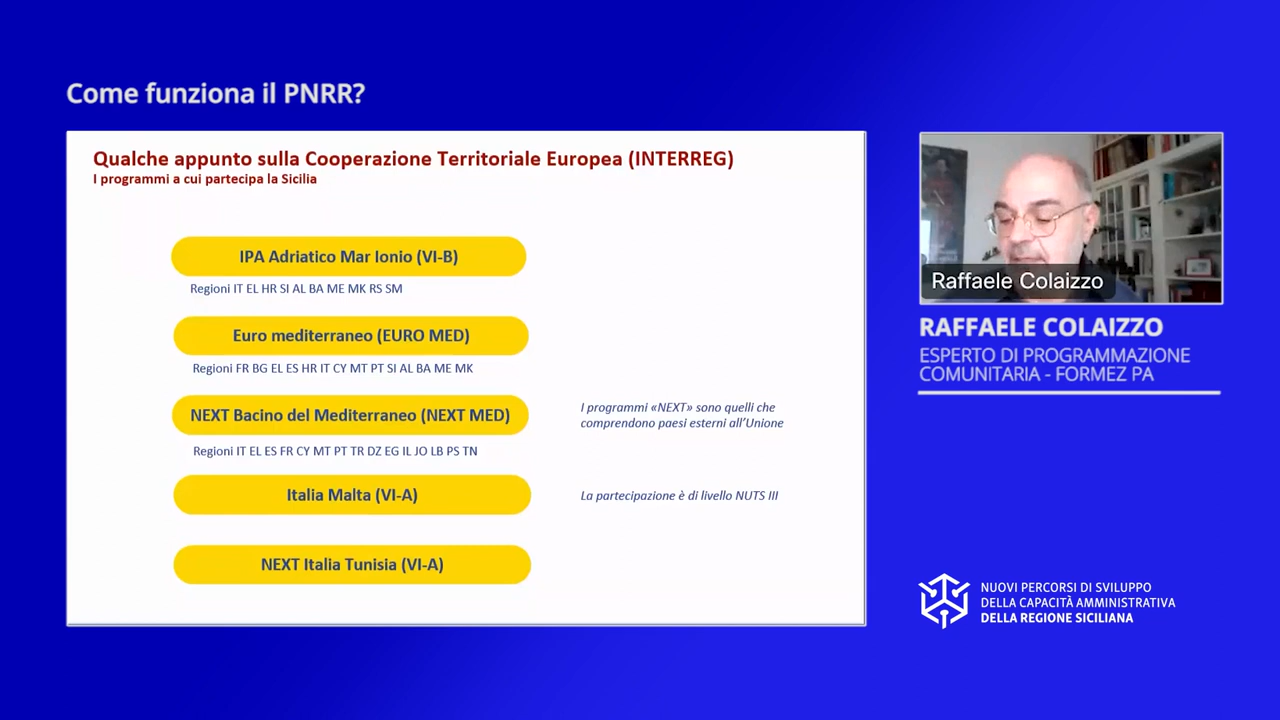 Come funziona il PNRR?
Qualche appunto sulla Cooperazione Territoriale Europea (INTERREG)
I programmi a cui partecipa la Sicilia
IPA Adriatico Mar Ionio (VI-B)
Regioni IT EL HR SI AL BA ME MK RS SM
Euro mediterraneo (EURO MED)
Regioni FR BG EL ES HR IT CY MT PT SI AL BA ME MK
NEXT Bacino del Mediterraneo (NEXT MED)
I programmi «NEXT» sono quelli che
comprendono paesi esterni all’Unione
Regioni IT EL ES FR CY MT PT TR DZ EG IL JO LB PS TN
Italia Malta (VI-A)
La partecipazione è di livello NUTS III
NEXT Italia Tunisia (VI-A)
Raffaele Colaizzo
RAFFAELE COLAIZZO
ESPERTO DI PROGRAMMAZIONE
COMUNITARIA - FORMEZ PA
NUOVI PERCORSI DI SVILUPPO
DELLA CAPACITÀ AMMINISTRATIVA
DELLA REGIONE SICILIANA